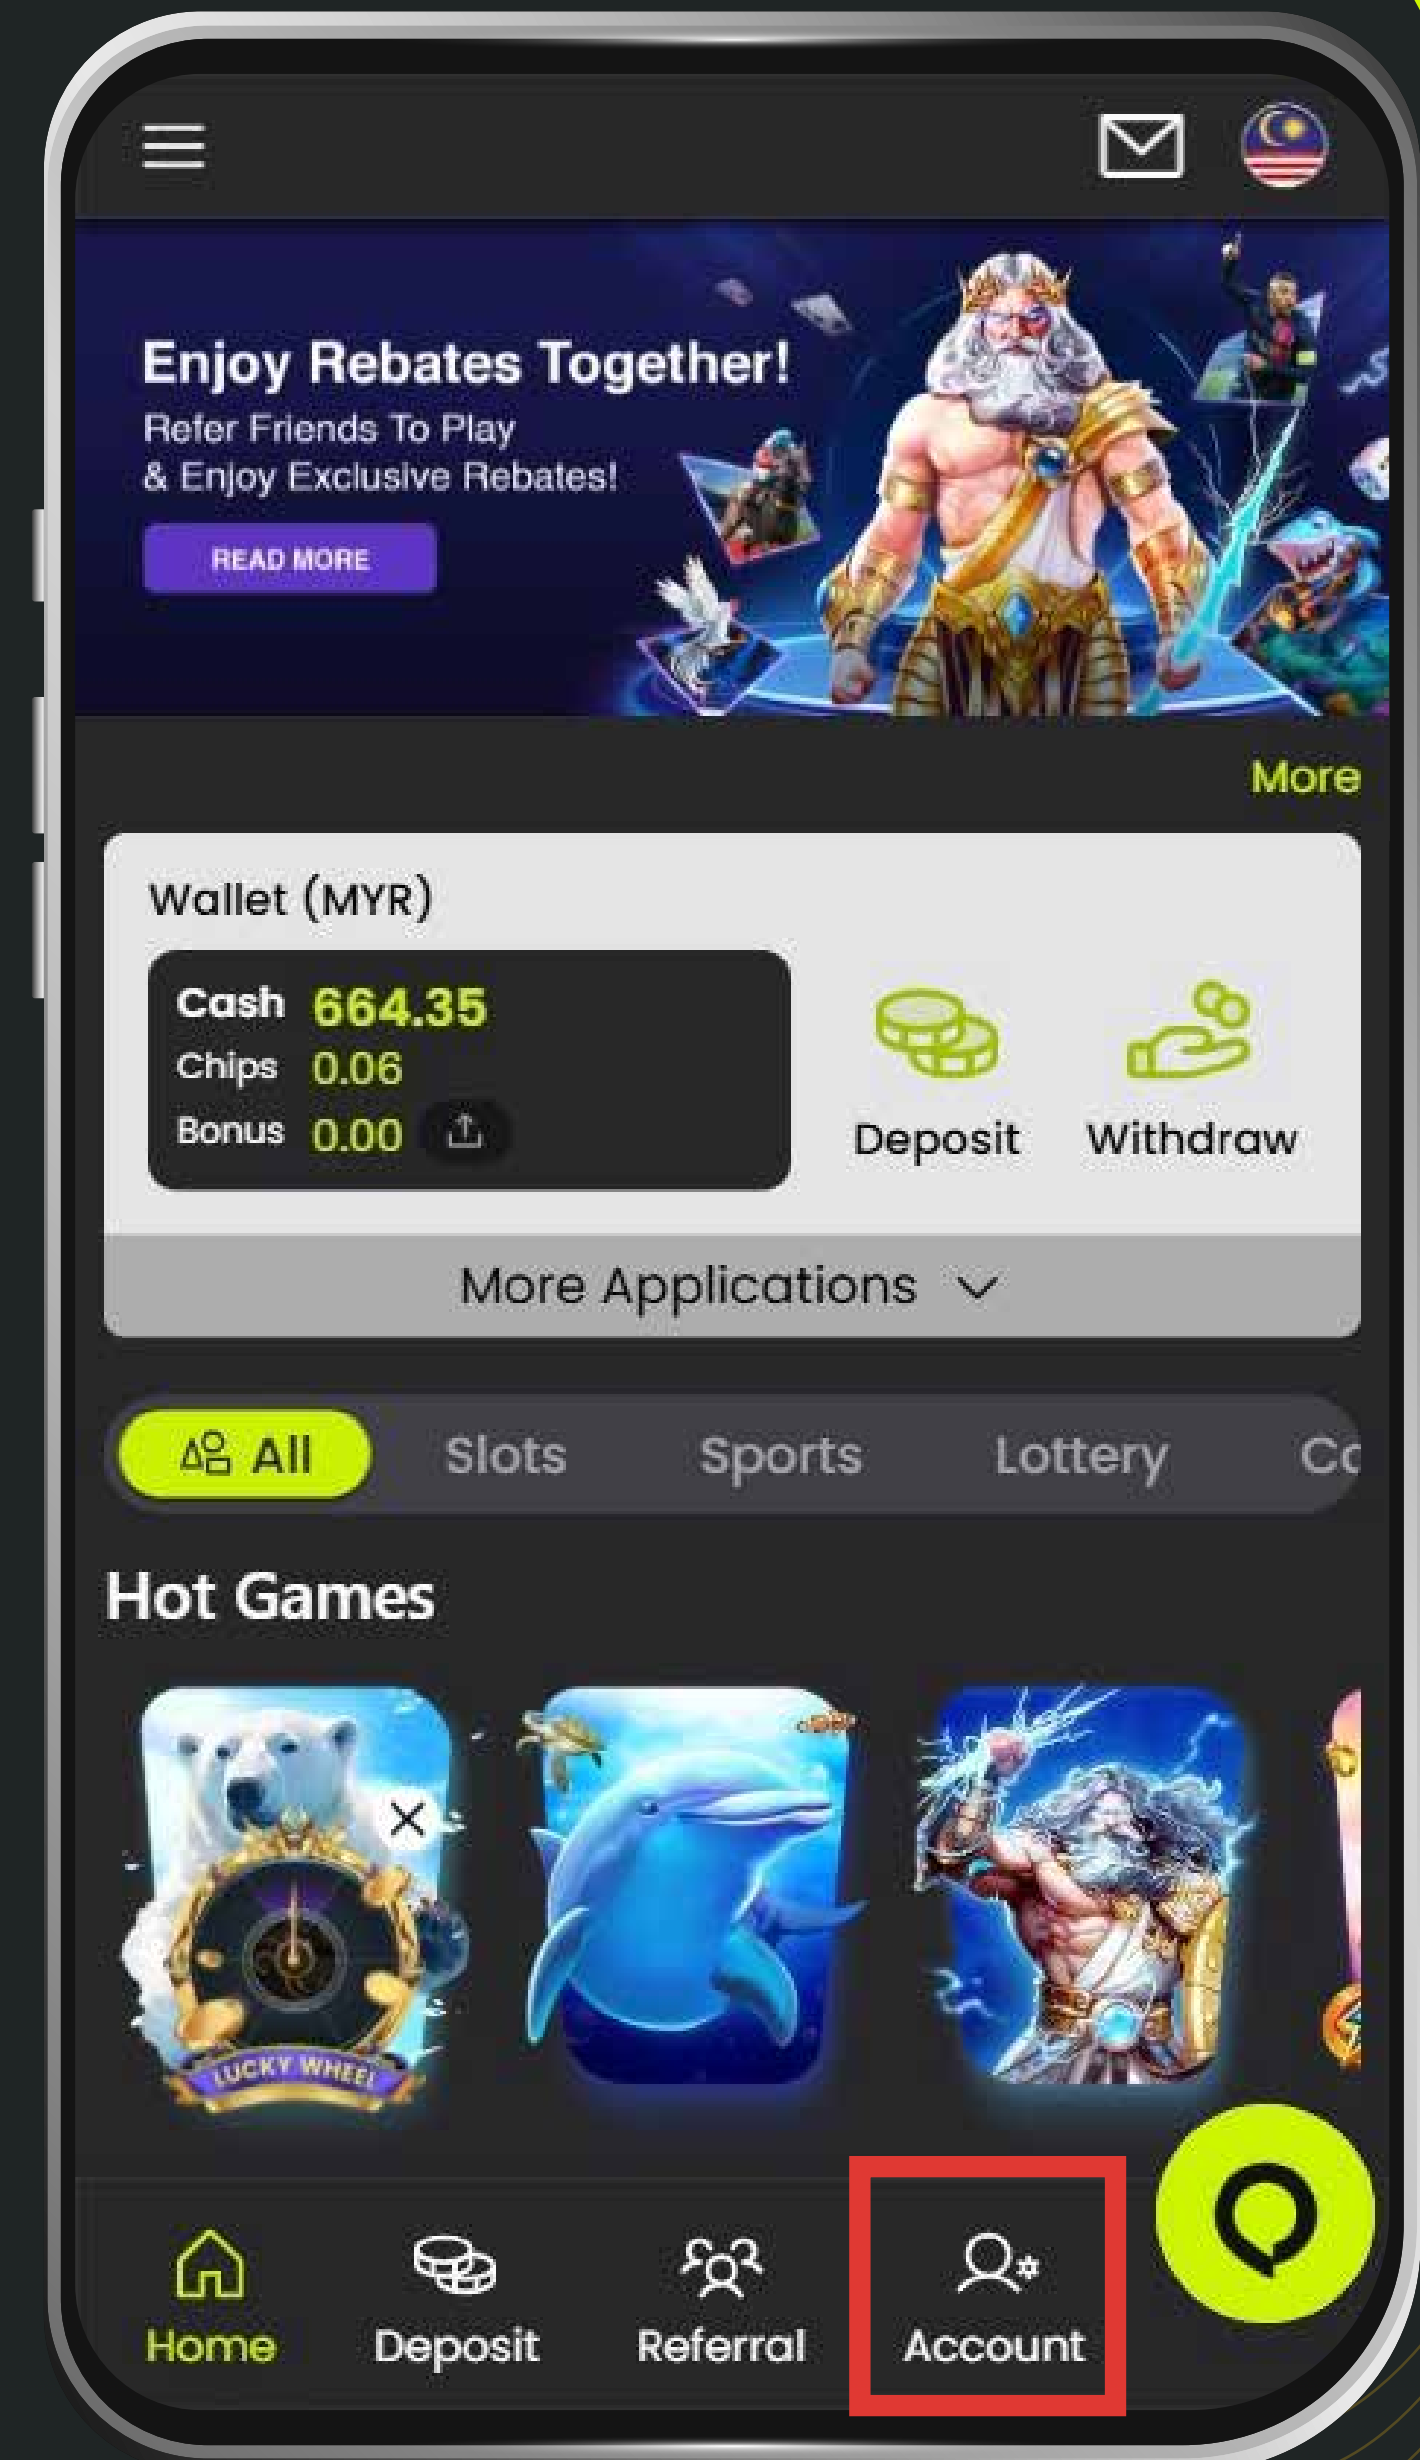 Enjoy Rebates Together!
Refer Friends To Play
& Enjoy Exclusive Rebates!
READ MORE
More
Wallet (MYR)
Cash 664.35
Chips 0.06
Bonus 0.00
Deposit Withdraw
More Applications
All Slots Sports Lottery
Hot Games
LUCKY WHEEL
Home Deposit Referral Account